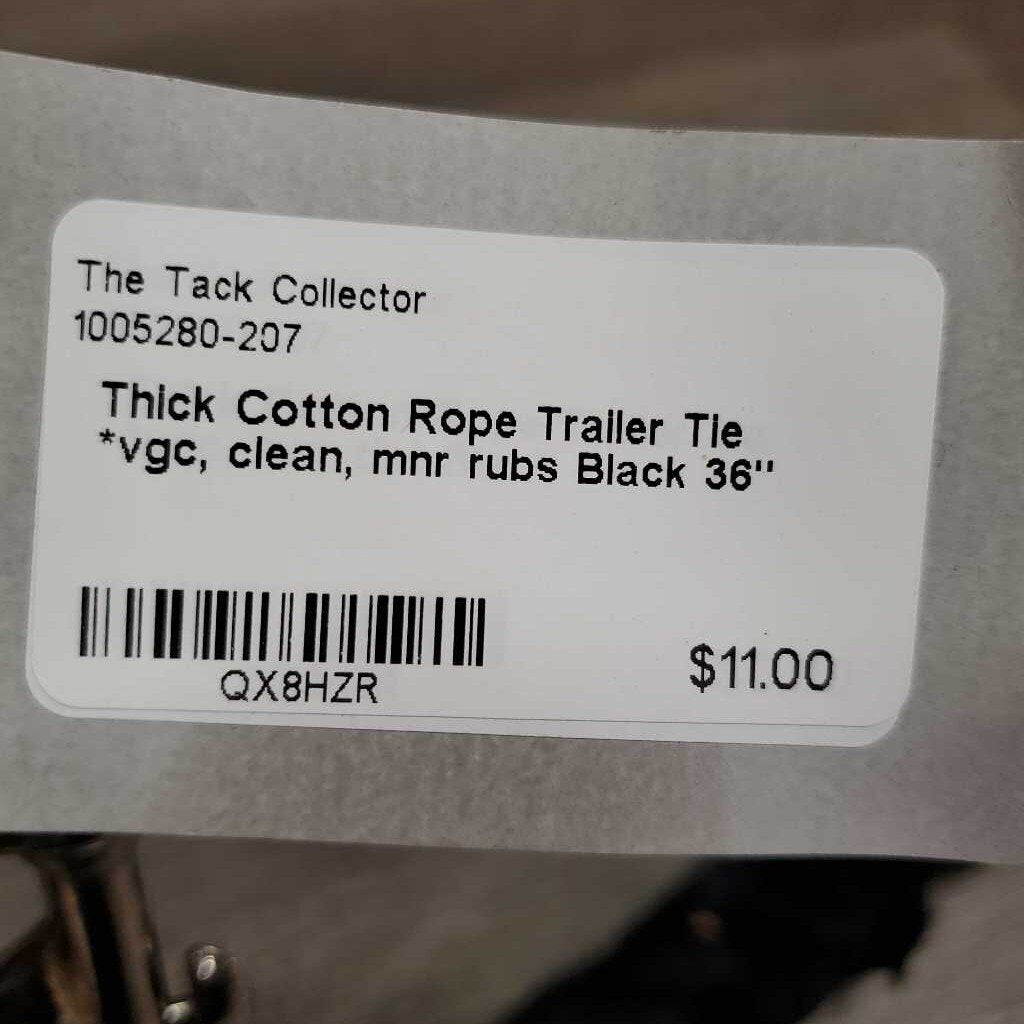 The Tack Collector
1005280-207
Thick Cotton Rope Trailer Tie
*vgc, clean, mnr rubs Black 36"
QX8HZR
$11.00